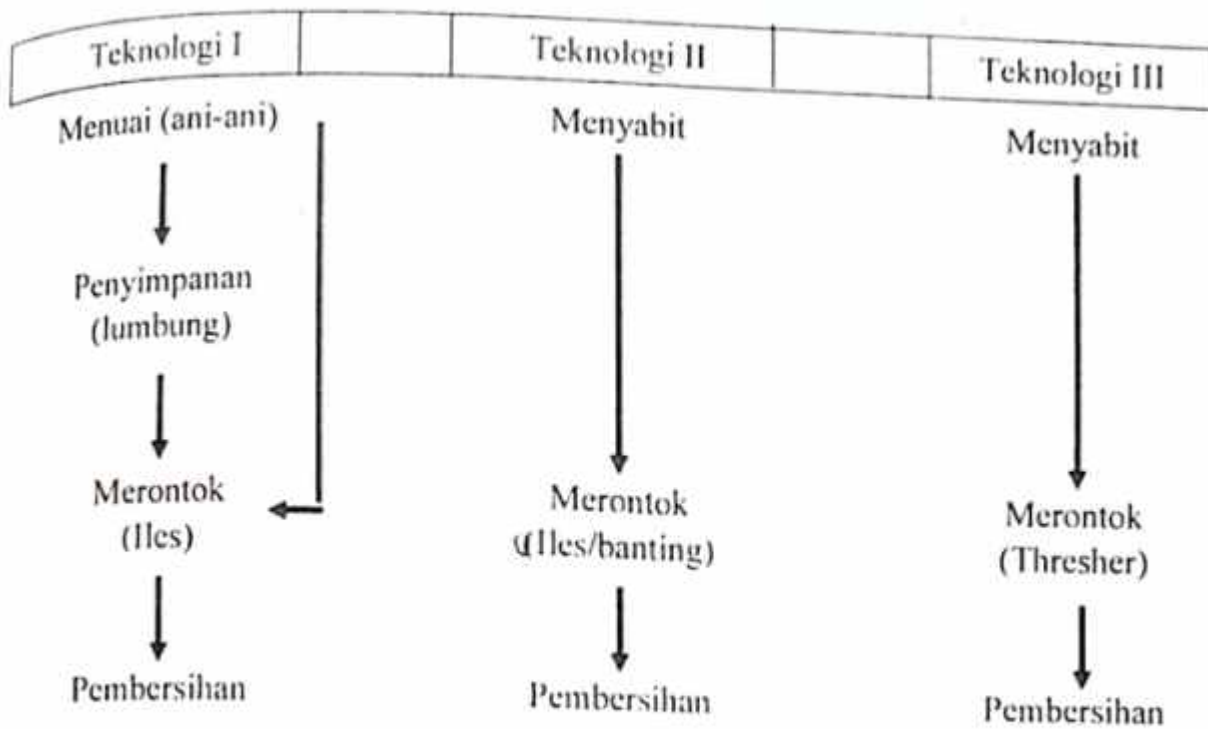 Teknologi I
Teknologi II
Teknologi III
Menuai (ani-ani)
Menyabit
Menyabit
Penyimpanan
(lumbung)
Merontok
(Iles)
Merontok
(Iles/banting)
Merontok
(Thresher)
Pembersihan
Pembersihan
Pembersihan